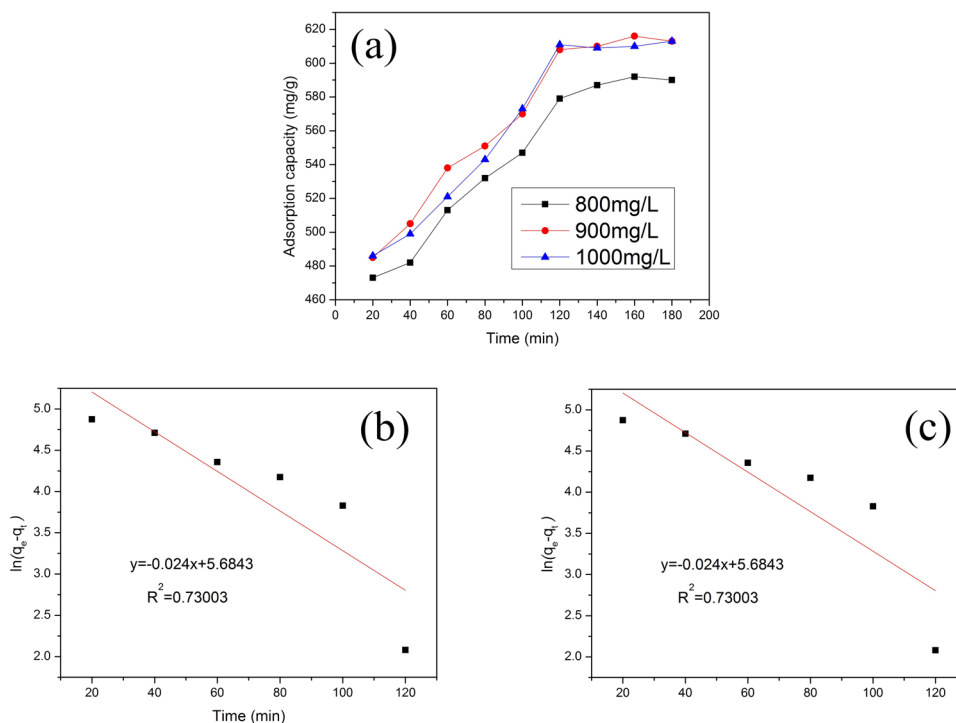 (a)
Adsorption capacity (mg/g)
620
600
580
560
540
520
500
480
460
0 20 40 60 80 100 120 140 160 180 200
Time (min)
800mg/L
900mg/L
1000mg/L
(b)
ln(qe-qt)
5.0
4.5
4.0
3.5
3.0
2.5
2.0
y=-0.024x+5.6843
R²=0.73003
20 40 60 80 100 120
Time (min)
(c)
ln(qe-qt)
5.0
4.5
4.0
3.5
3.0
2.5
2.0
y=-0.024x+5.6843
R²=0.73003
20 40 60 80 100 120